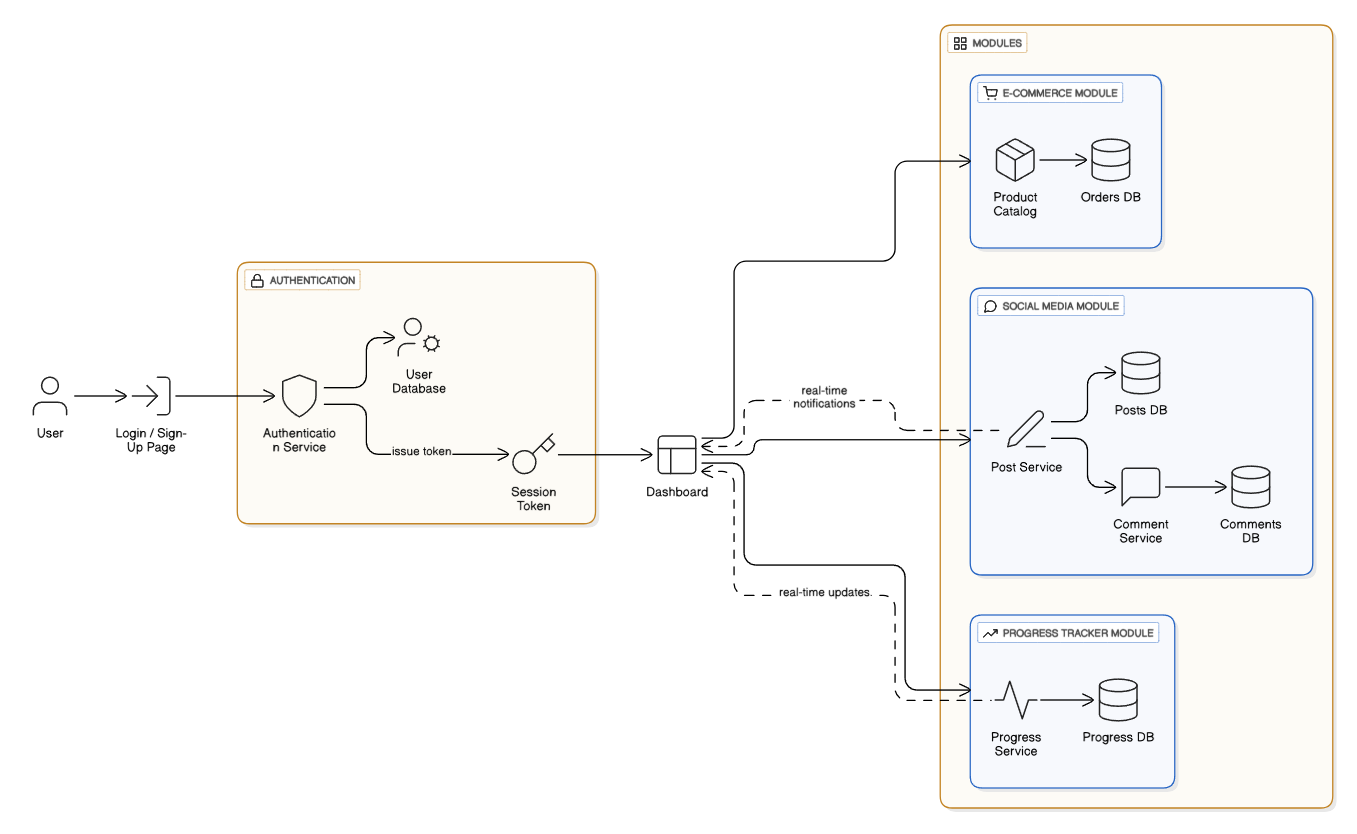 MODULES
E-COMMERCE MODULE
Product
Catalog
Orders DB
AUTHENTICATION
User
Database
User
Login / Sign-
Up Page
Authenticatio
n Service
issue token
Session
Token
Dashboard
real-time
notifications
real-time updates.
SOCIAL MEDIA MODULE
Posts DB
Post Service
Comment
Service
Comments
DB
PROGRESS TRACKER MODULE
Progress
Service
Progress DB